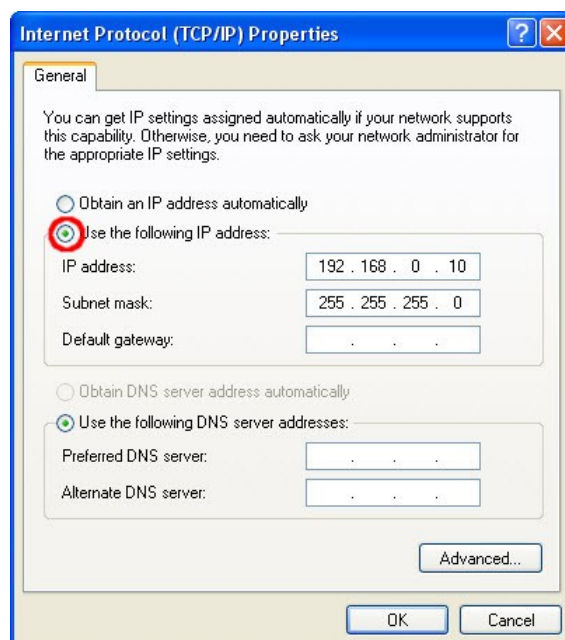 Internet Protocol (TCP/IP) Properties
General
You can get IP settings assigned automatically if your network supports
this capability. Otherwise, you need to ask your network administrator for
the appropriate IP settings.
Obtain an IP address automatically
Use the following IP address:
IP address: 192 . 168 . 0 . 10
Subnet mask: 255 . 255 . 255 . 0
Default gateway: . . .
Obtain DNS server address automatically
Use the following DNS server addresses:
Preferred DNS server: . . .
Alternate DNS server: . . .
Advanced...
OK Cancel